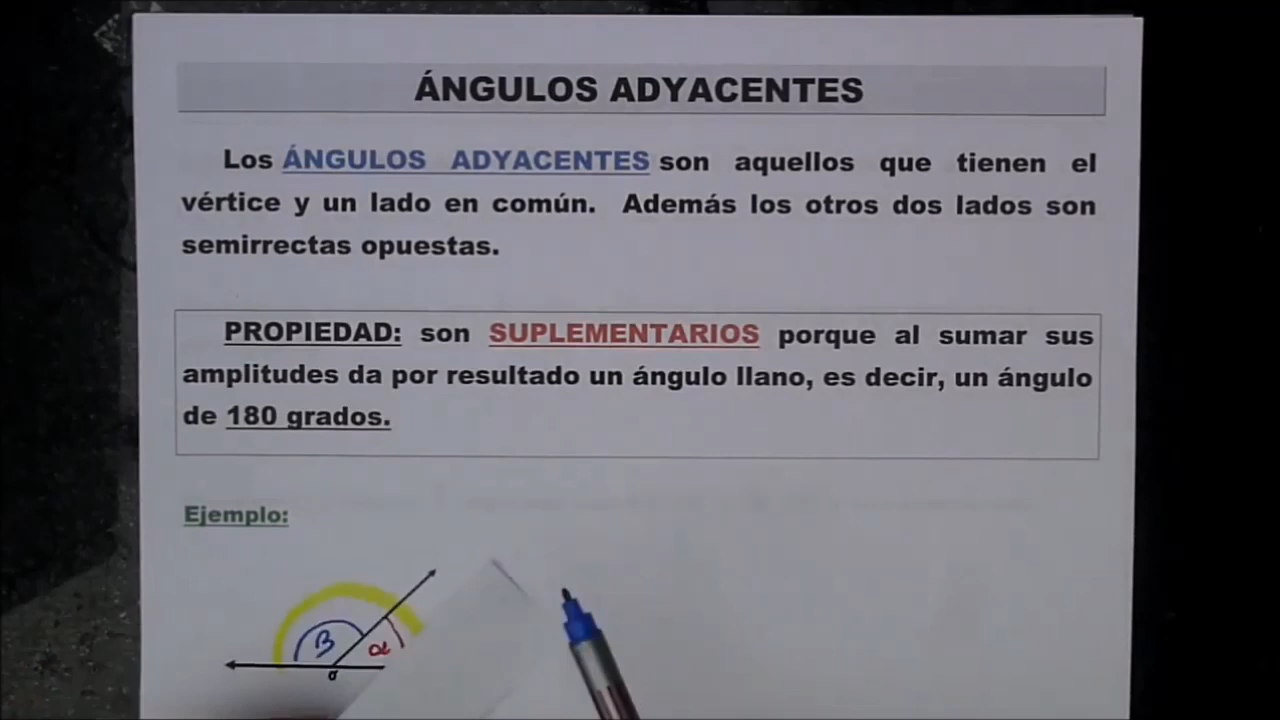 ÁNGULOS ADYACENTES
Los ÁNGULOS ADYACENTES son aquellos que tienen el
vértice y un lado en común. Además los otros dos lados son
semirrectas opuestas.
PROPIEDAD: son SUPLEMENTARIOS porque al sumar sus
amplitudes da por resultado un ángulo llano, es decir, un ángulo
de 180 grados.
Ejemplo:
β α
o